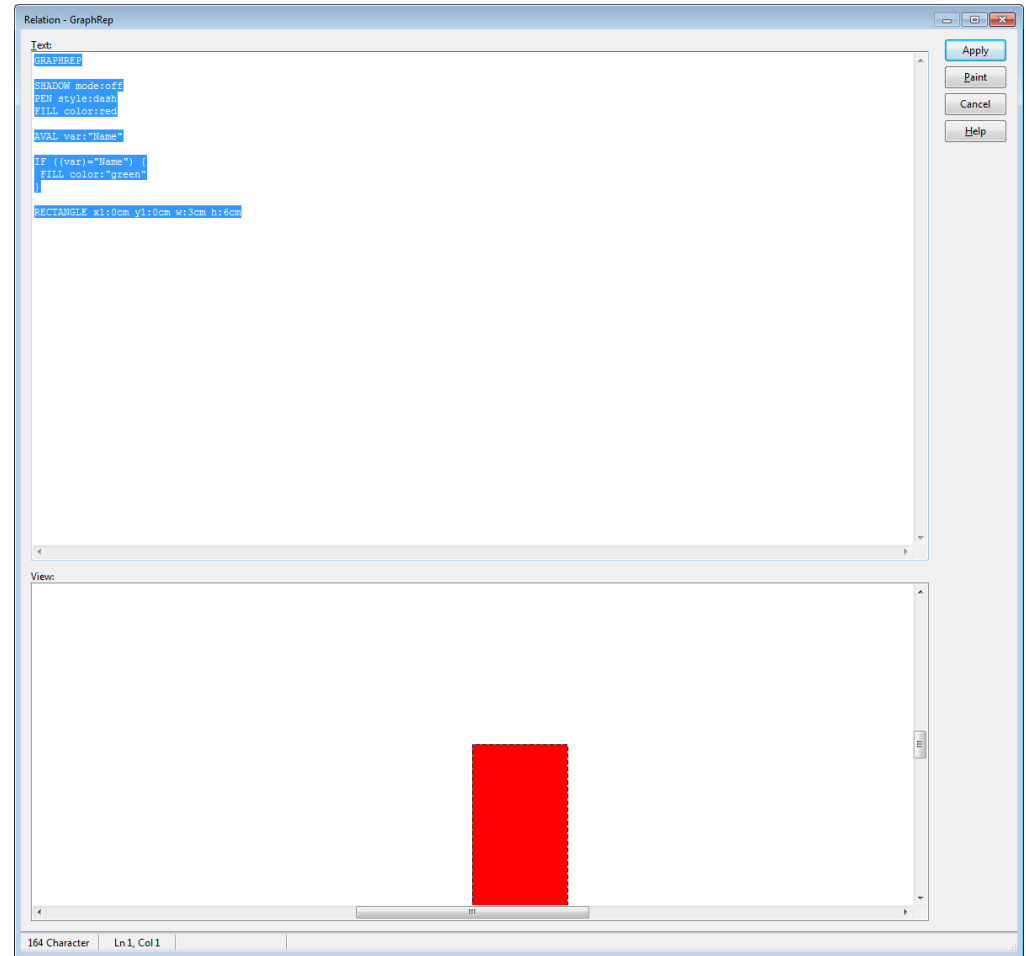 Relation - GraphRep
Text:
GRAPHREP
SHADOW mode:off
PEN style:dash
FILL color:red
AVAL var:"Name"
IF ((var)="Name") {
FILL color:"green"
}
RECTANGLE x1:0cm y1:0cm w:3cm h:6cm
Apply
Paint
Cancel
Help
View:
164 Character
Ln 1, Col 1